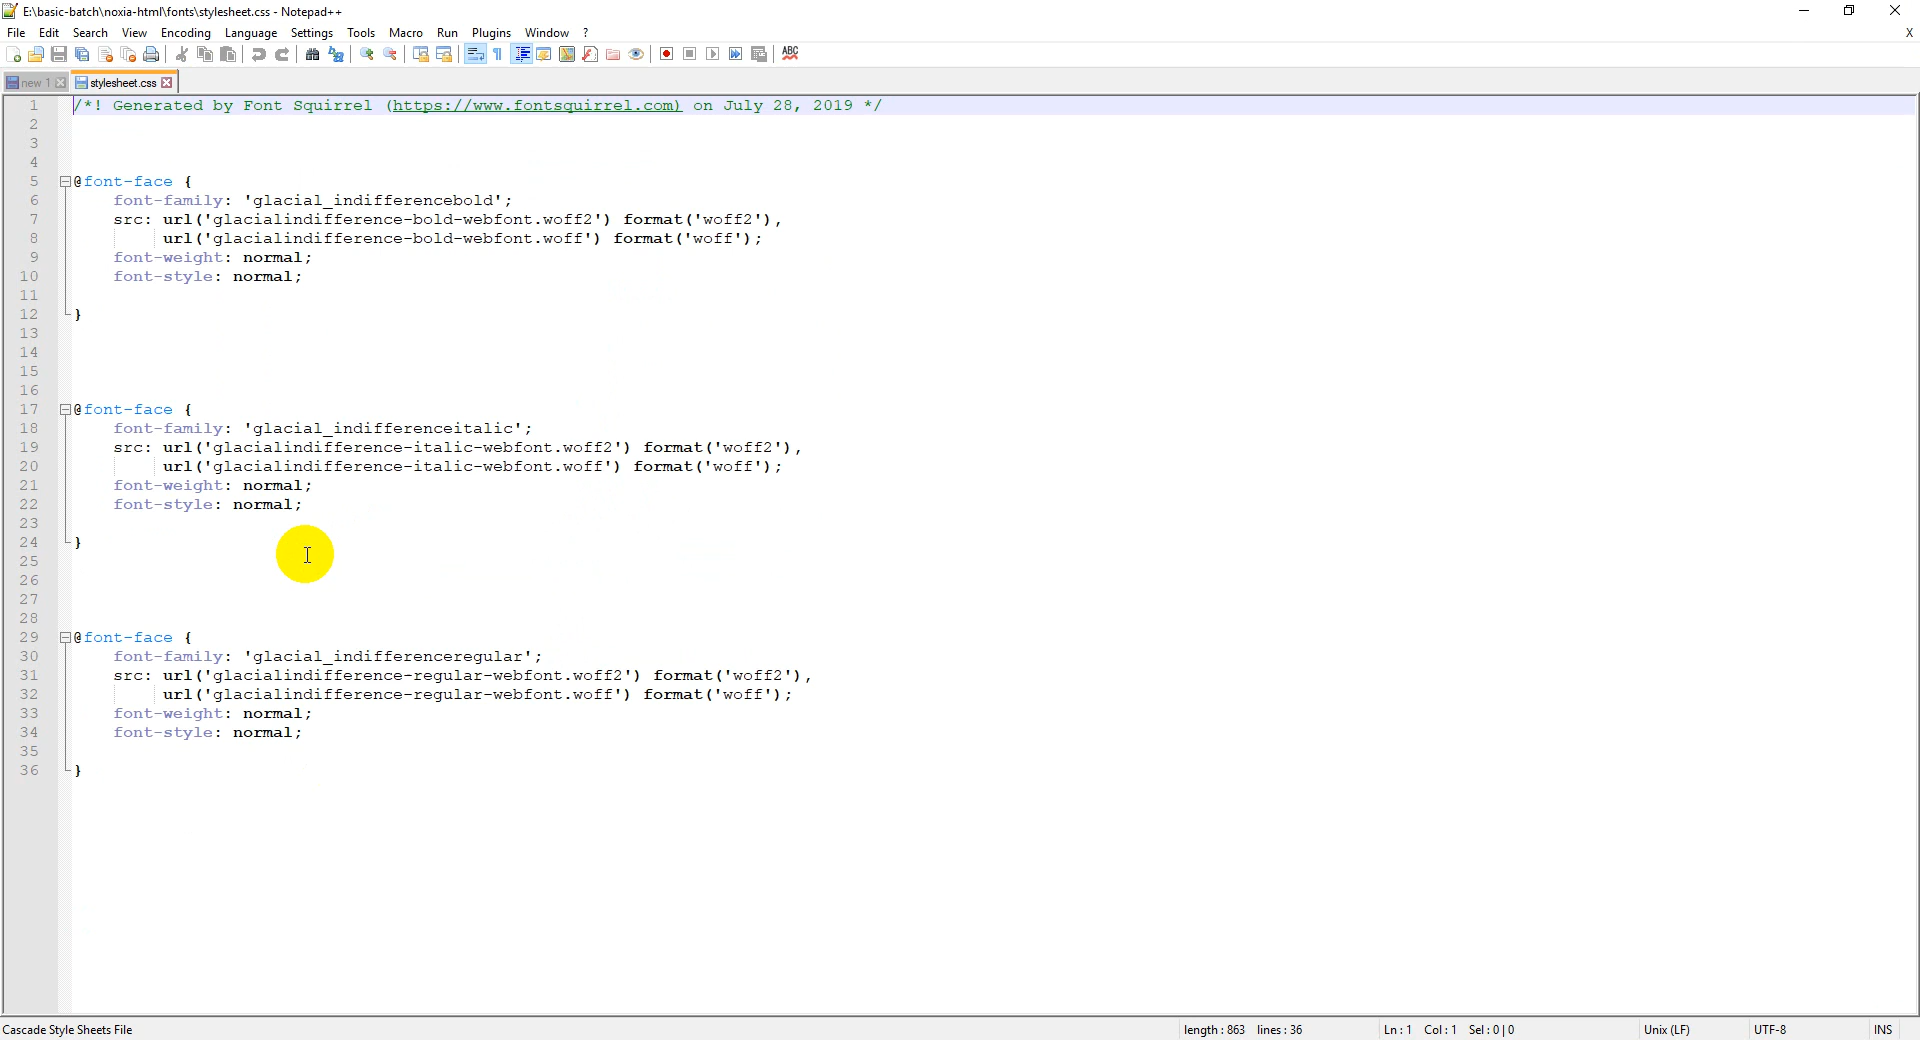 E:\basic-batch\noxia-html\fonts\stylesheet.css - Notepad++
File Edit Search View Encoding Language Settings Tools Macro Run Plugins Window ? X
ABC
new 1 stylesheet.css
1 /*! Generated by Font Squirrel (https://www.fontsquirrel.com) on July 28, 2019 */
2
3
4
5 @font-face {
6 font-family: 'glacial_indifferencebold';
7 src: url('glacialindifference-bold-webfont.woff2') format('woff2'),
8 url('glacialindifference-bold-webfont.woff') format('woff');
9 font-weight: normal;
10 font-style: normal;
11
12 }
13
14
15
16
17 @font-face {
18 font-family: 'glacial_indifferenceitalic';
19 src: url('glacialindifference-italic-webfont.woff2') format('woff2'),
20 url('glacialindifference-italic-webfont.woff') format('woff');
21 font-weight: normal;
22 font-style: normal;
23
24 }
25
26
27
28
29 @font-face {
30 font-family: 'glacial_indifferenceregular';
31 src: url('glacialindifference-regular-webfont.woff2') format('woff2'),
32 url('glacialindifference-regular-webfont.woff') format('woff');
33 font-weight: normal;
34 font-style: normal;
35
36 }
Cascade Style Sheets File length : 863 lines : 36 Ln : 1 Col : 1 Sel : 0 | 0 Unix (LF) UTF-8 INS